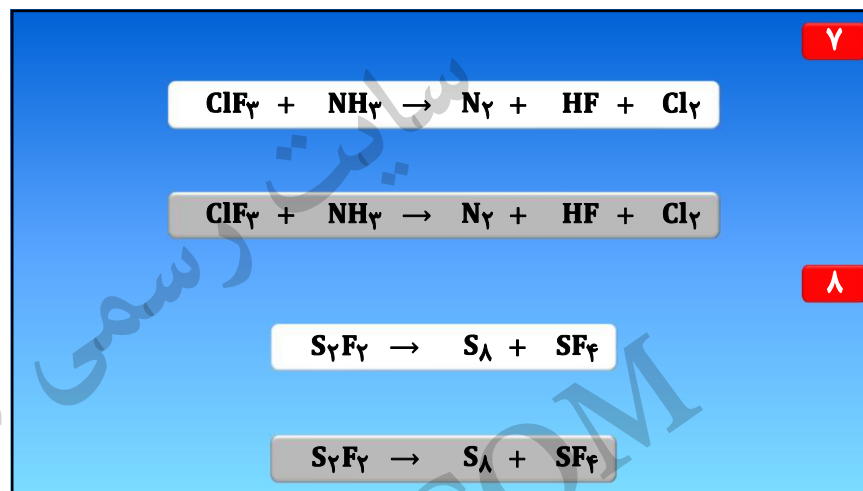 ۷
ClF۳ + NH۳ → N۲ + HF + Cl۲
ClF۳ + NH۳ → N۲ + HF + Cl۲
۸
S۲F۲ → S۸ + SF۴
S۲F۲ → S۸ + SF۴
سایت رسمی
COM